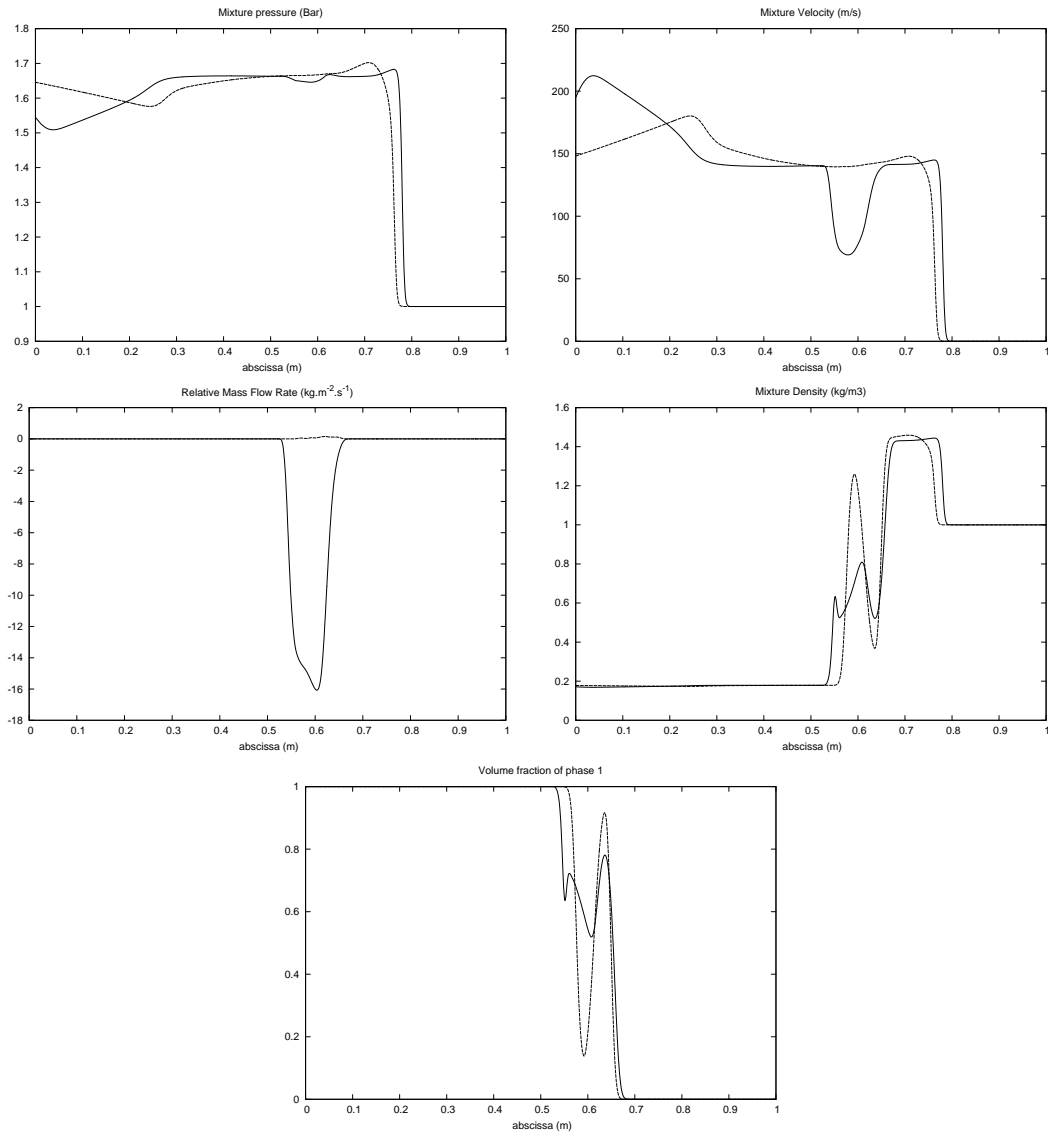 Mixture pressure (Bar)
1.8
1.7
1.6
1.5
1.4
1.3
1.2
1.1
1
0.9
0 0.1 0.2 0.3 0.4 0.5 0.6 0.7 0.8 0.9 1
abscissa (m)
Mixture Velocity (m/s)
250
200
150
100
50
0
0 0.1 0.2 0.3 0.4 0.5 0.6 0.7 0.8 0.9 1
abscissa (m)
Relative Mass Flow Rate (kg.m⁻².s⁻¹)
2
0
-2
-4
-6
-8
-10
-12
-14
-16
-18
0 0.1 0.2 0.3 0.4 0.5 0.6 0.7 0.8 0.9 1
abscissa (m)
Mixture Density (kg/m3)
1.6
1.4
1.2
1
0.8
0.6
0.4
0.2
0
0 0.1 0.2 0.3 0.4 0.5 0.6 0.7 0.8 0.9 1
abscissa (m)
Volume fraction of phase 1
1
0.8
0.6
0.4
0.2
0
0 0.1 0.2 0.3 0.4 0.5 0.6 0.7 0.8 0.9 1
abscissa (m)